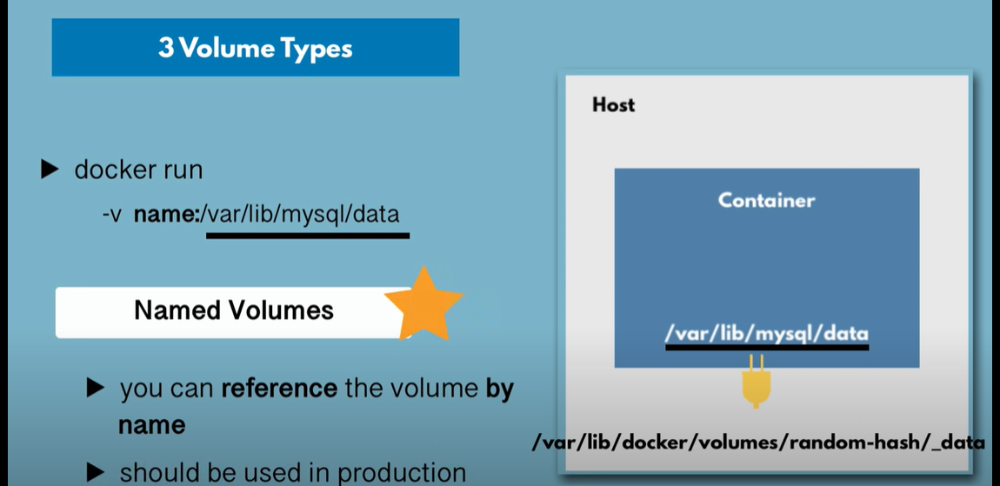 3 Volume Types
docker run
-v name:/var/lib/mysql/data
Named Volumes
you can reference the volume by
name
should be used in production
Host
Container
/var/lib/mysql/data
/var/lib/docker/volumes/random-hash/_data